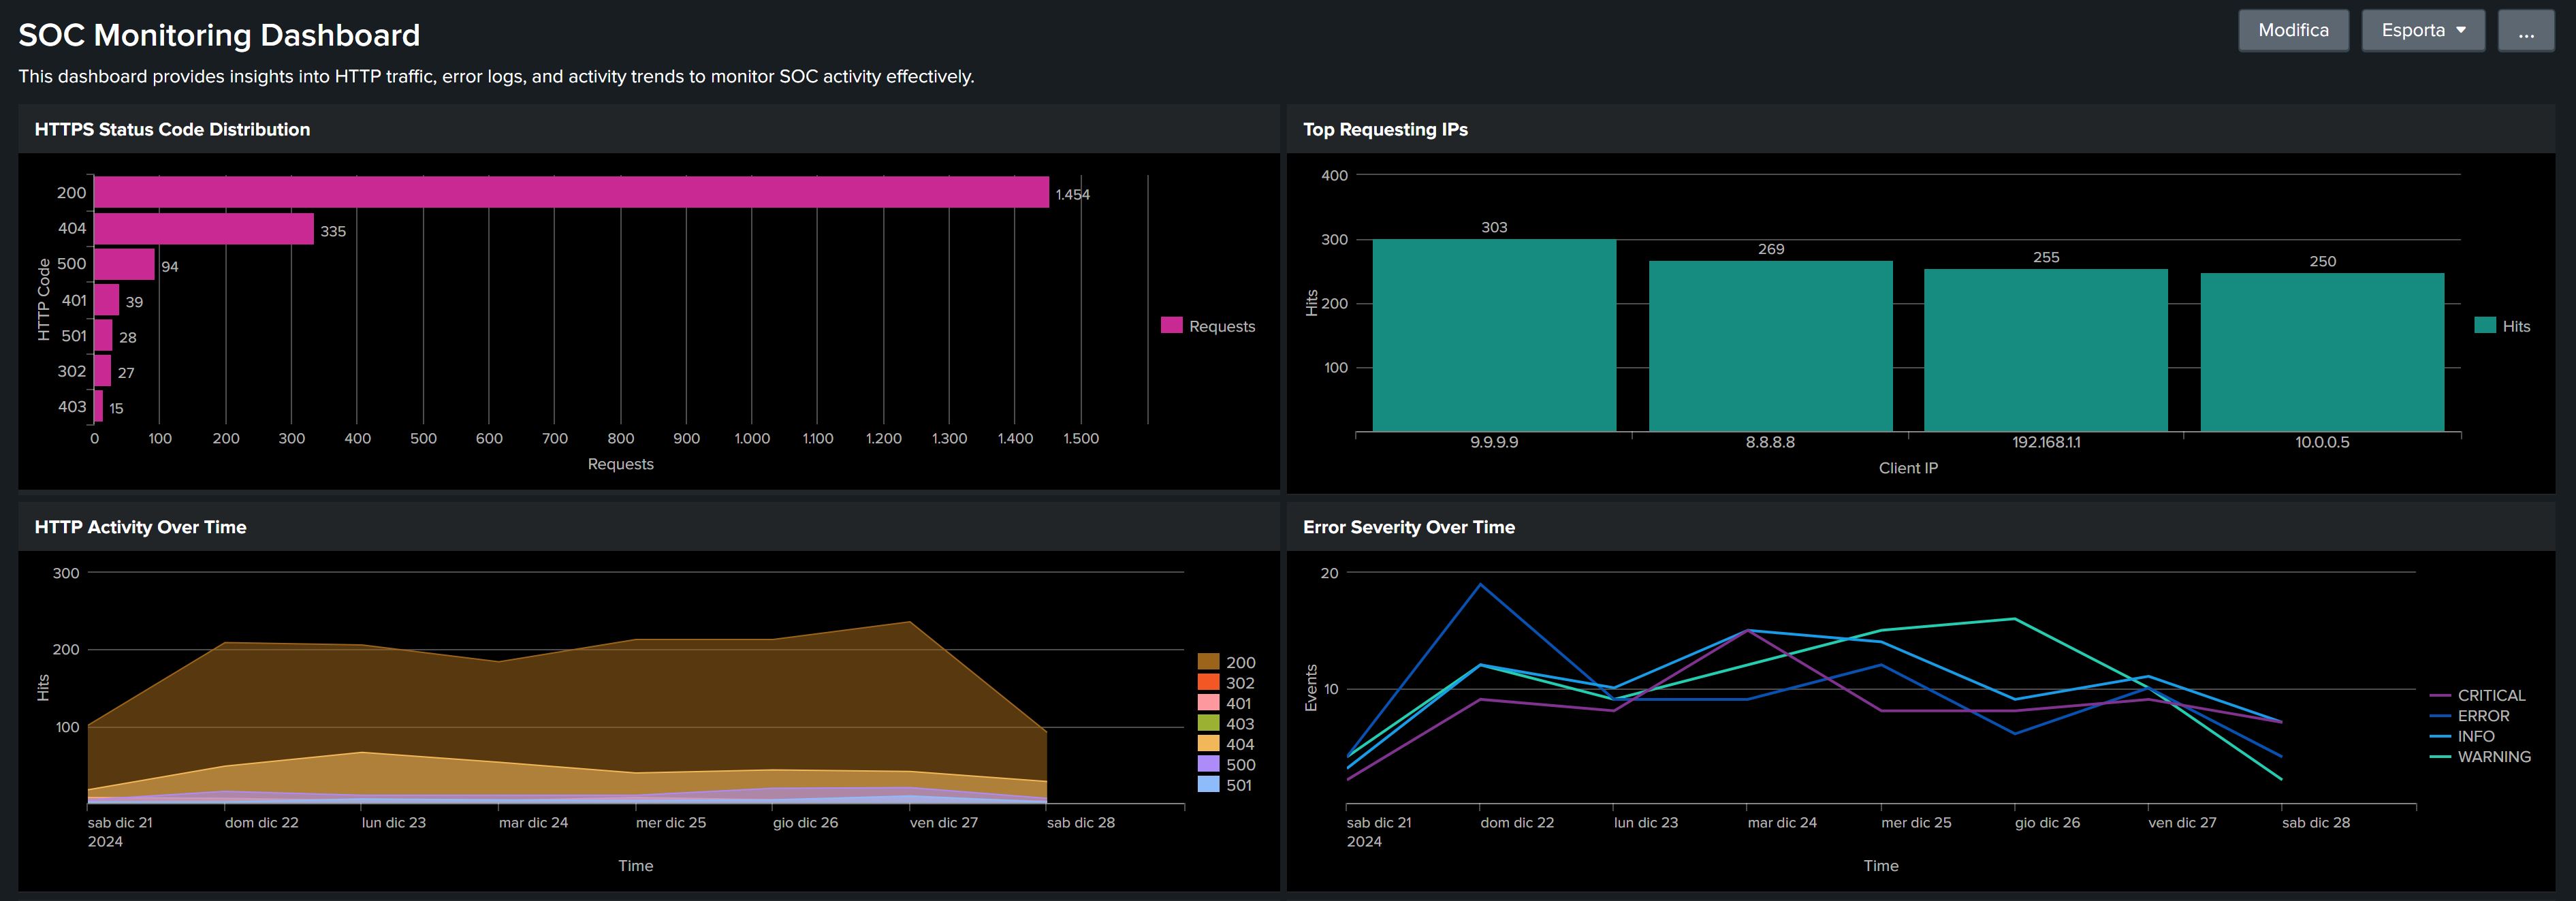 SOC Monitoring Dashboard
Modifica
Esporta
...
This dashboard provides insights into HTTP traffic, error logs, and activity trends to monitor SOC activity effectively.
HTTPS Status Code Distribution
HTTP Code
200
1.454
404
335
500
94
401
39
501
28
302
27
403
15
0 100 200 300 400 500 600 700 800 900 1.000 1.100 1.200 1.300 1.400 1.500
Requests
Requests
Top Requesting IPs
Hits
400
300
200
100
303
269
255
250
9.9.9.9 8.8.8.8 192.168.1.1 10.0.0.5
Client IP
Hits
HTTP Activity Over Time
Hits
300
200
100
sab dic 21 dom dic 22 lun dic 23 mar dic 24 mer dic 25 gio dic 26 ven dic 27 sab dic 28
2024
Time
200
302
401
403
404
500
501
Error Severity Over Time
Events
20
10
sab dic 21 dom dic 22 lun dic 23 mar dic 24 mer dic 25 gio dic 26 ven dic 27 sab dic 28
2024
Time
CRITICAL
ERROR
INFO
WARNING